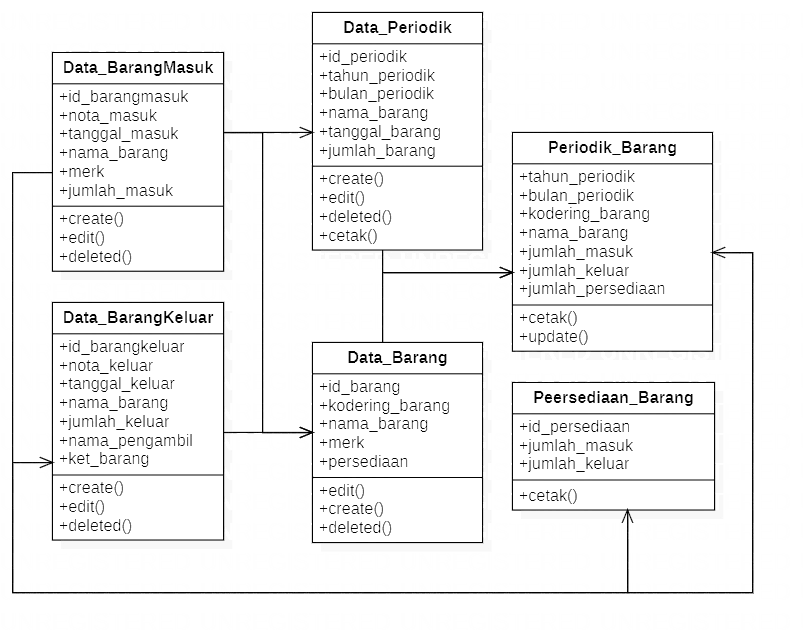 Data_BarangMasuk
+id_barangmasuk
+nota_masuk
+tanggal_masuk
+nama_barang
+merk
+jumlah_masuk
+create()
+edit()
+deleted()
Data_Periodik
+id_periodik
+tahun_periodik
+bulan_periodik
+nama_barang
+tanggal_barang
+jumlah_barang
+create()
+edit()
+deleted()
+cetak()
Periodik_Barang
+tahun_periodik
+bulan_periodik
+kodering_barang
+nama_barang
+jumlah_masuk
+jumlah_keluar
+jumlah_persediaan
+cetak()
+update()
Data_BarangKeluar
+id_barangkeluar
+nota_keluar
+tanggal_keluar
+nama_barang
+jumlah_keluar
+nama_pengambil
+ket_barang
+create()
+edit()
+deleted()
Data_Barang
+id_barang
+kodering_barang
+nama_barang
+merk
+persediaan
+edit()
+create()
+deleted()
Peersediaan_Barang
+id_persediaan
+jumlah_masuk
+jumlah_keluar
+cetak()